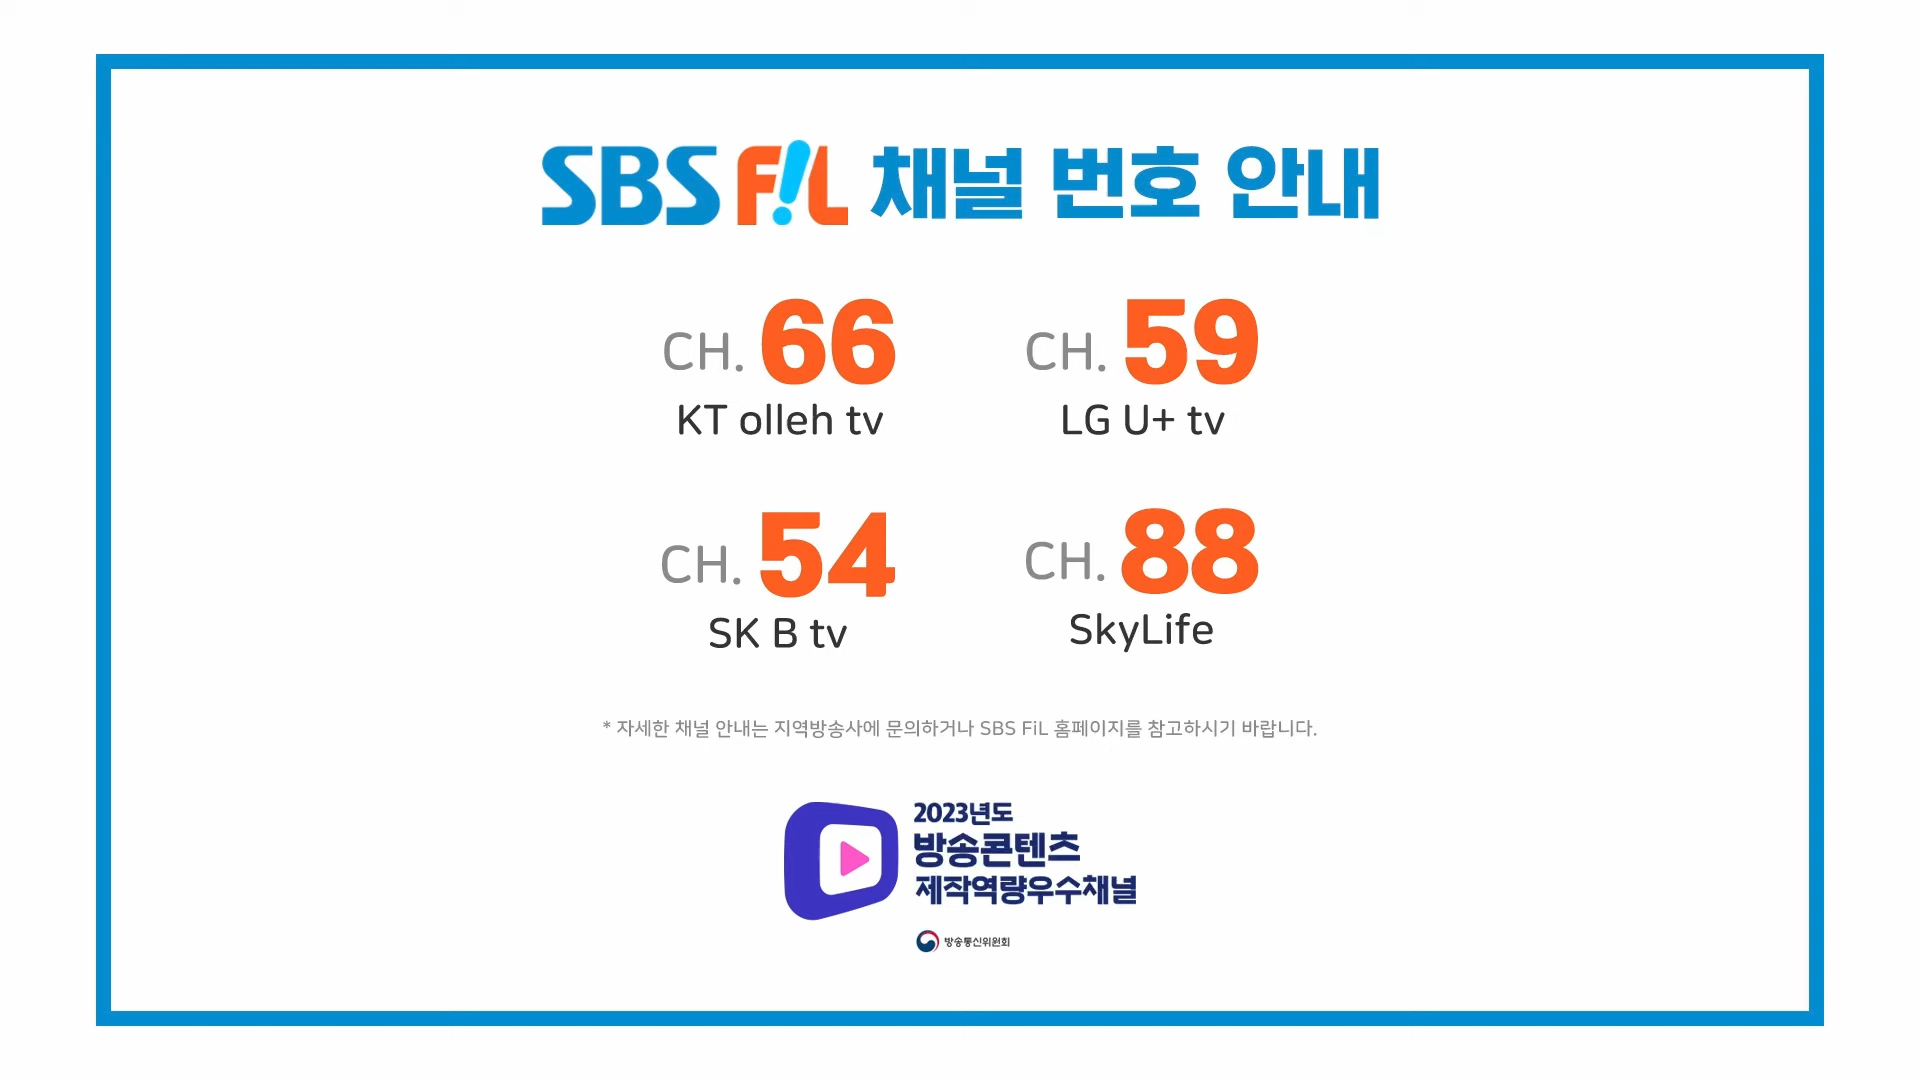 SBS F!L 채널 번호 안내
CH. 66
KT olleh tv
CH. 59
LG U+ tv
CH. 54
SK B tv
CH. 88
SkyLife
* 자세한 채널 안내는 지역방송사에 문의하거나 SBS FiL 홈페이지를 참고하시기 바랍니다.
2023년도
방송콘텐츠
제작역량우수채널
방송통신위원회